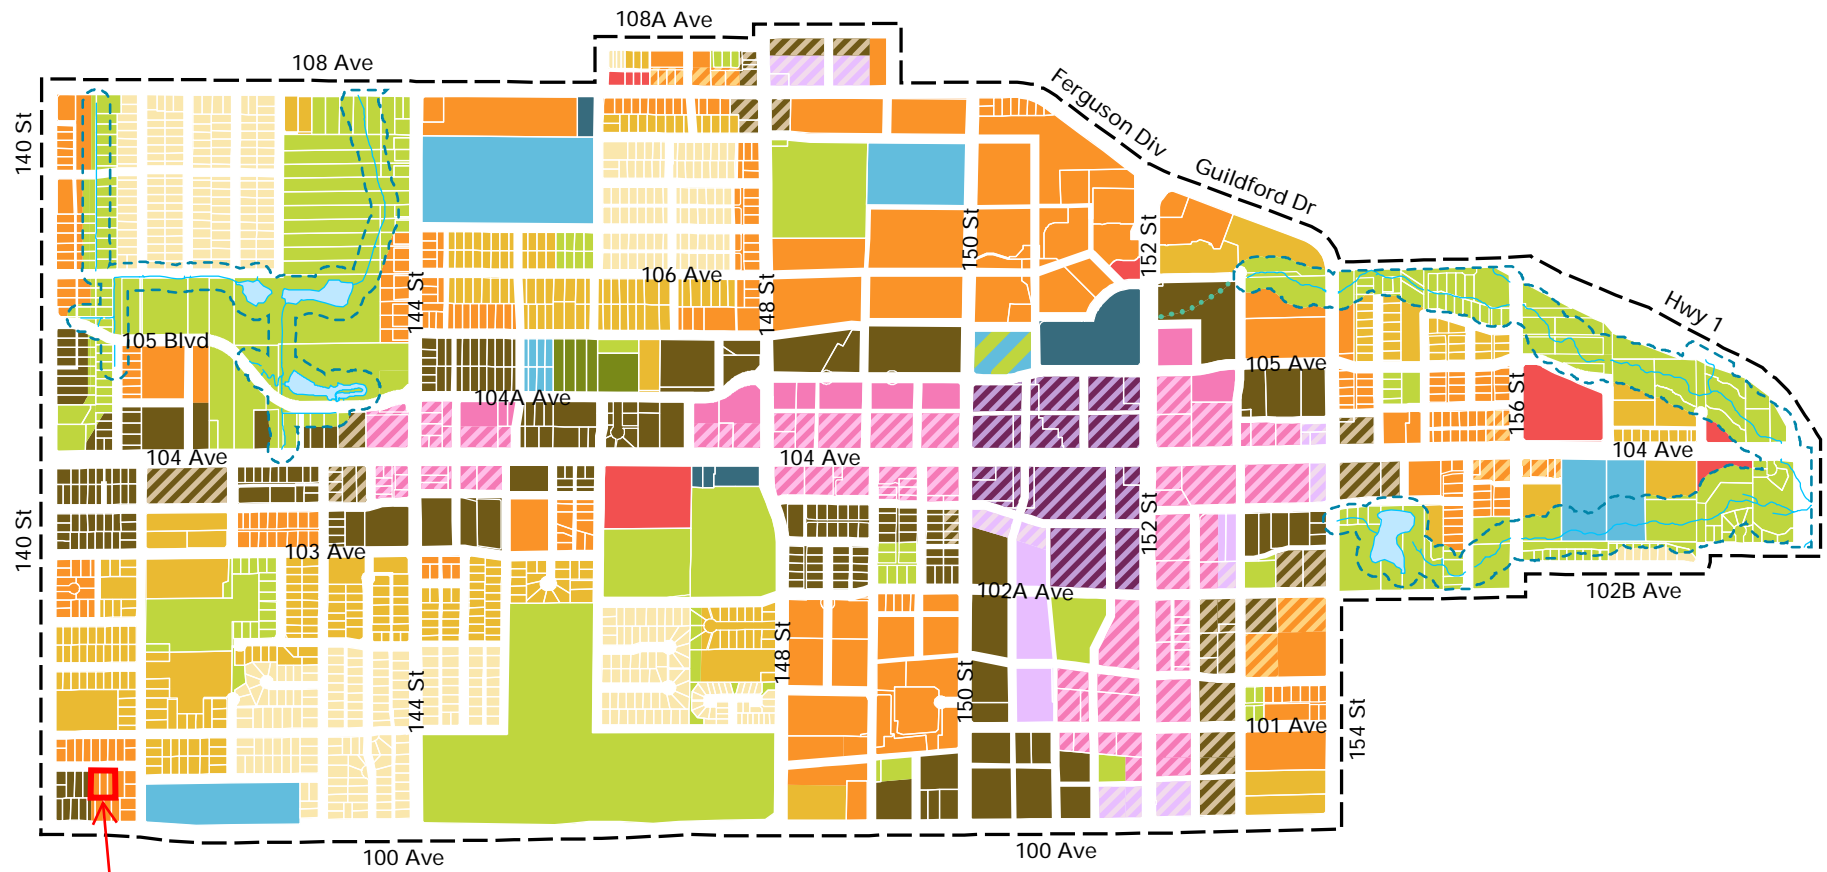 108A Ave
108 Ave
Ferguson Div
140 St
Guildford Dr
150 St
152 St
106 Ave
144 St
148 St
Hwy 1
105 Blvd
105 Ave
104A Ave
156 St
104 Ave
104 Ave
104 Ave
140 St
152 St
103 Ave
102A Ave
102B Ave
148 St
150 St
144 St
154 St
101 Ave
100 Ave
100 Ave